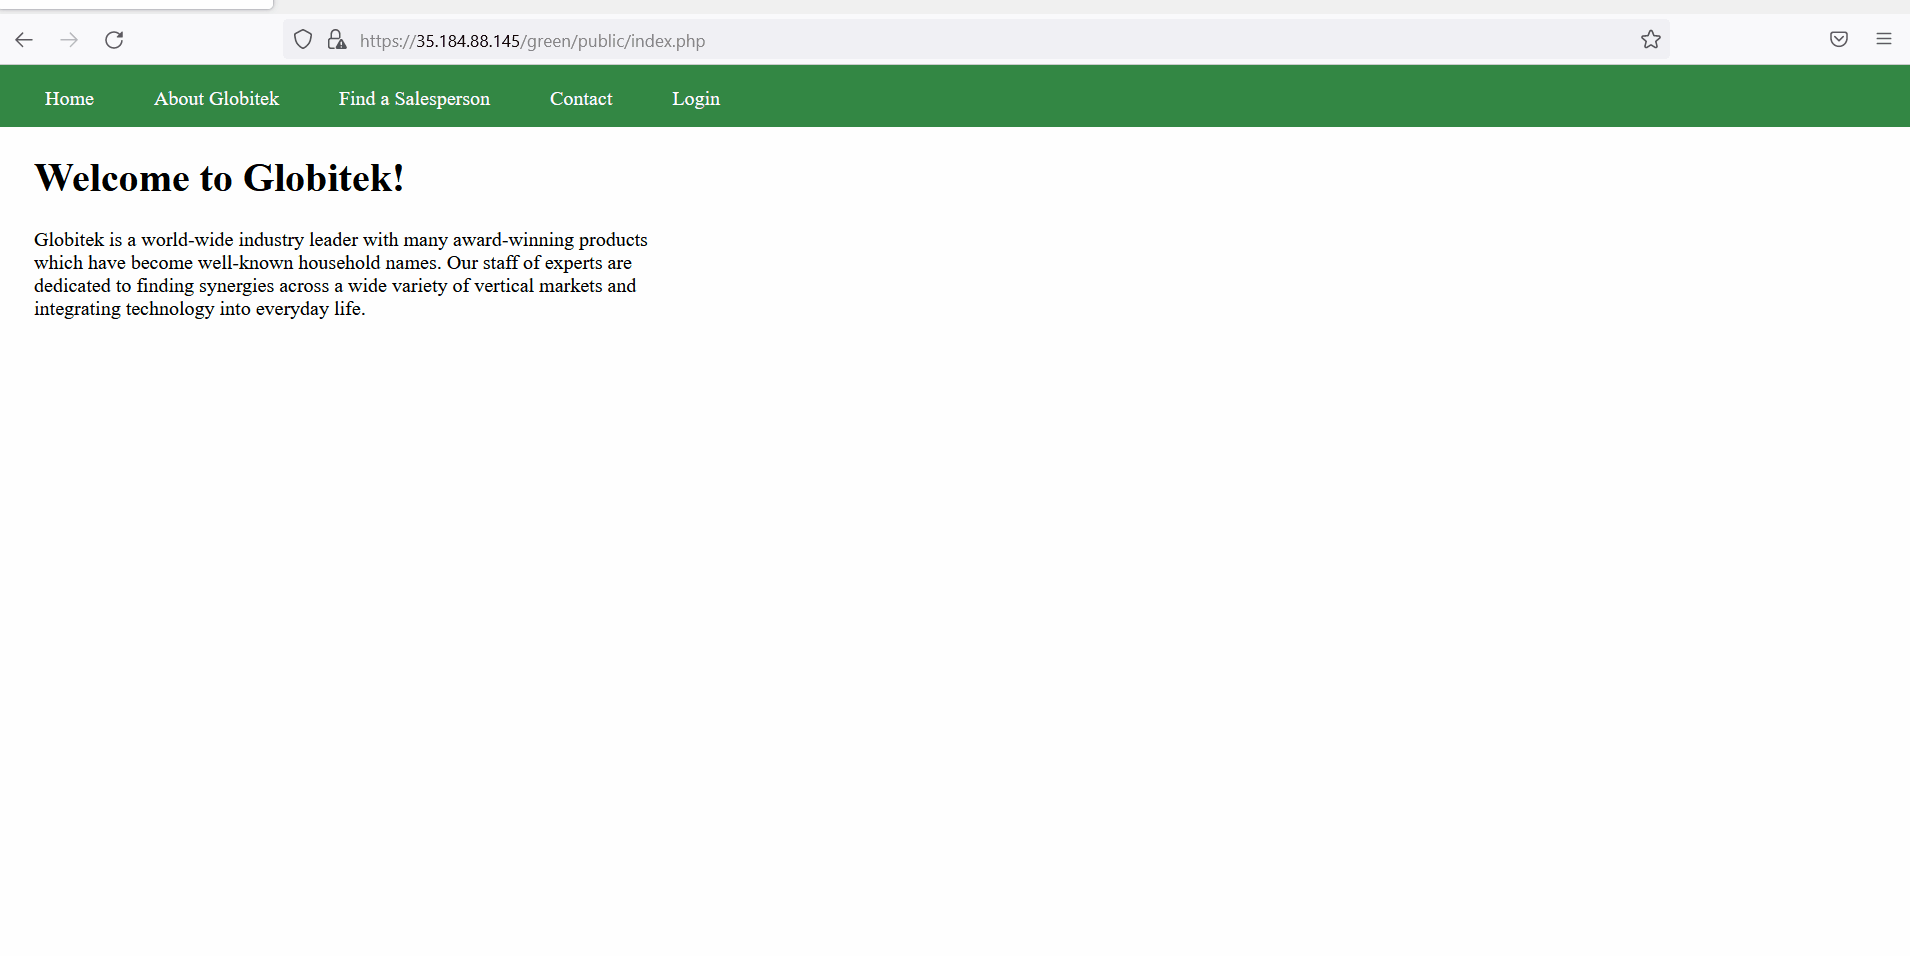 https://35.184.88.145/green/public/index.php
Home About Globitek Find a Salesperson Contact Login
Welcome to Globitek!
Globitek is a world-wide industry leader with many award-winning products
which have become well-known household names. Our staff of experts are
dedicated to finding synergies across a wide variety of vertical markets and
integrating technology into everyday life.